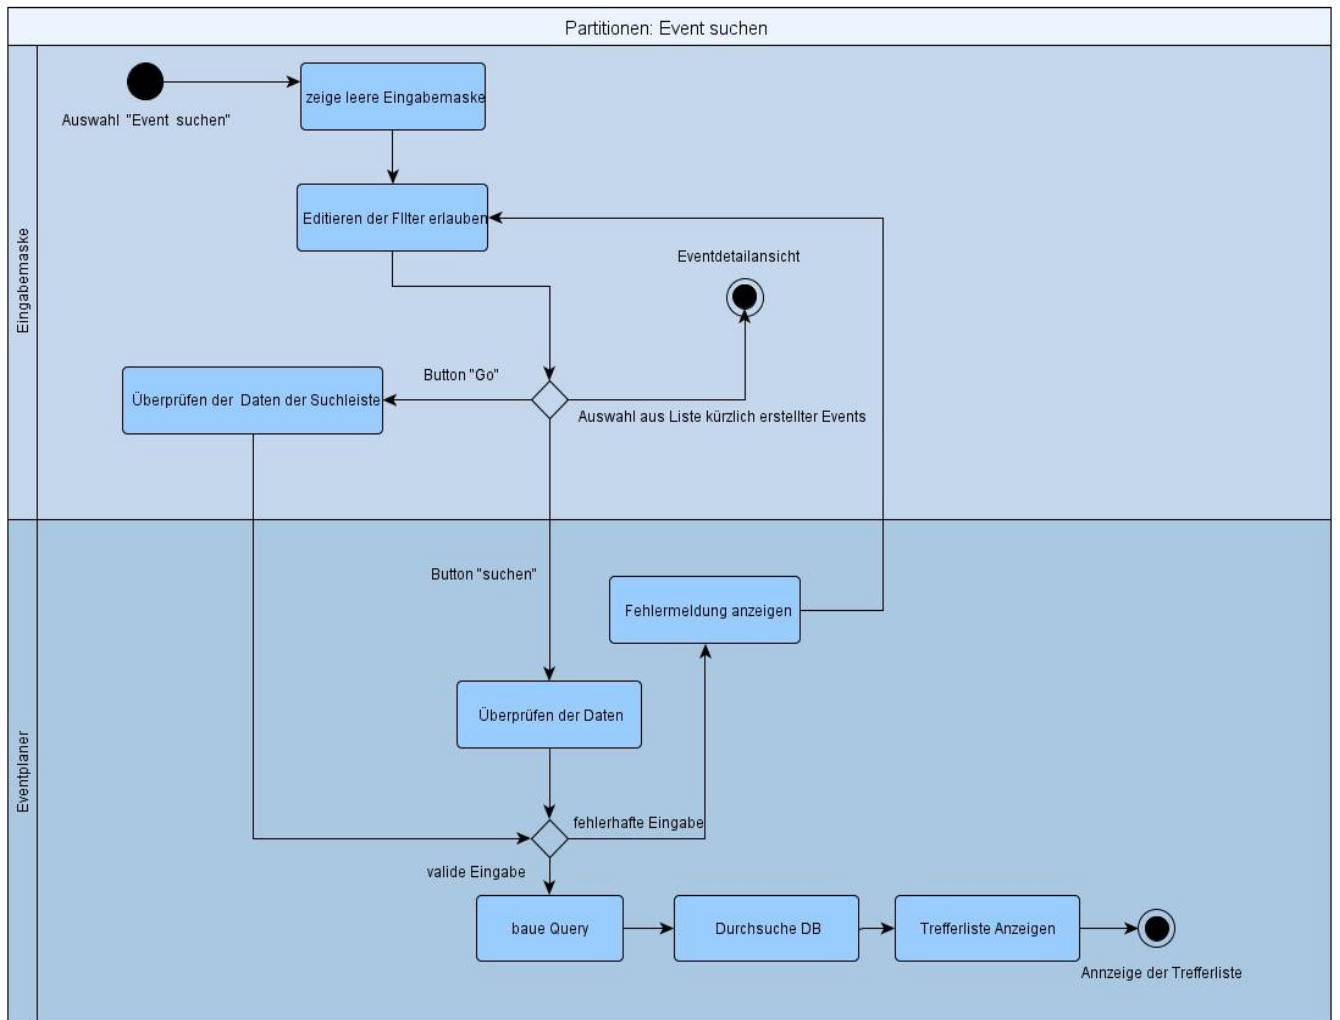 Partitionen: Event suchen
Eingabemaske
Auswahl "Event suchen"
zeige leere Eingabemaske
Editieren der FIlter erlauben
Eventdetailansicht
Button "Go"
Überprüfen der Daten der Suchleiste
Auswahl aus Liste kürzlich erstellter Events
Eventplaner
Button "suchen"
Fehlermeldung anzeigen
Überprüfen der Daten
fehlerhafte Eingabe
valide Eingabe
baue Query
Durchsuche DB
Trefferliste Anzeigen
Annzeige der Trefferliste